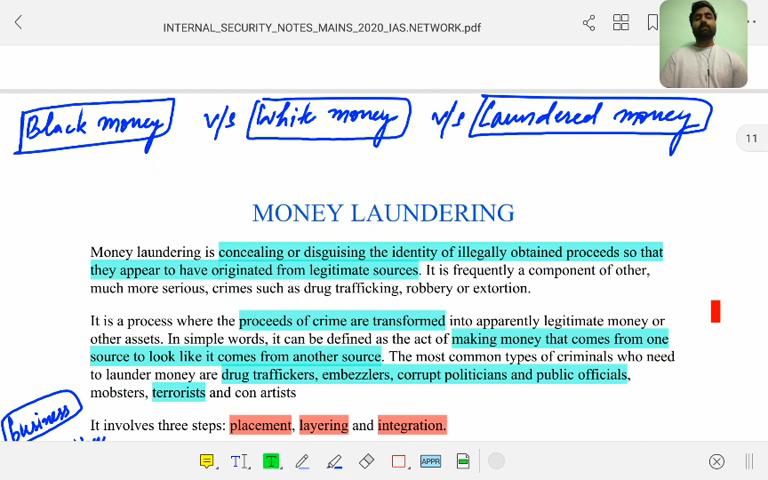 INTERNAL_SECURITY_NOTES_MAINS_2020_IAS.NETWORK.pdf
Black money v/s White money v/s Laundered money
11
MONEY LAUNDERING
Money laundering is concealing or disguising the identity of illegally obtained proceeds so that
they appear to have originated from legitimate sources. It is frequently a component of other,
much more serious, crimes such as drug trafficking, robbery or extortion.
It is a process where the proceeds of crime are transformed into apparently legitimate money or
other assets. In simple words, it can be defined as the act of making money that comes from one
source to look like it comes from another source. The most common types of criminals who need
to launder money are drug traffickers, embezzlers, corrupt politicians and public officials,
mobsters, terrorists and con artists
business
It involves three steps: placement, layering and integration.
APPR